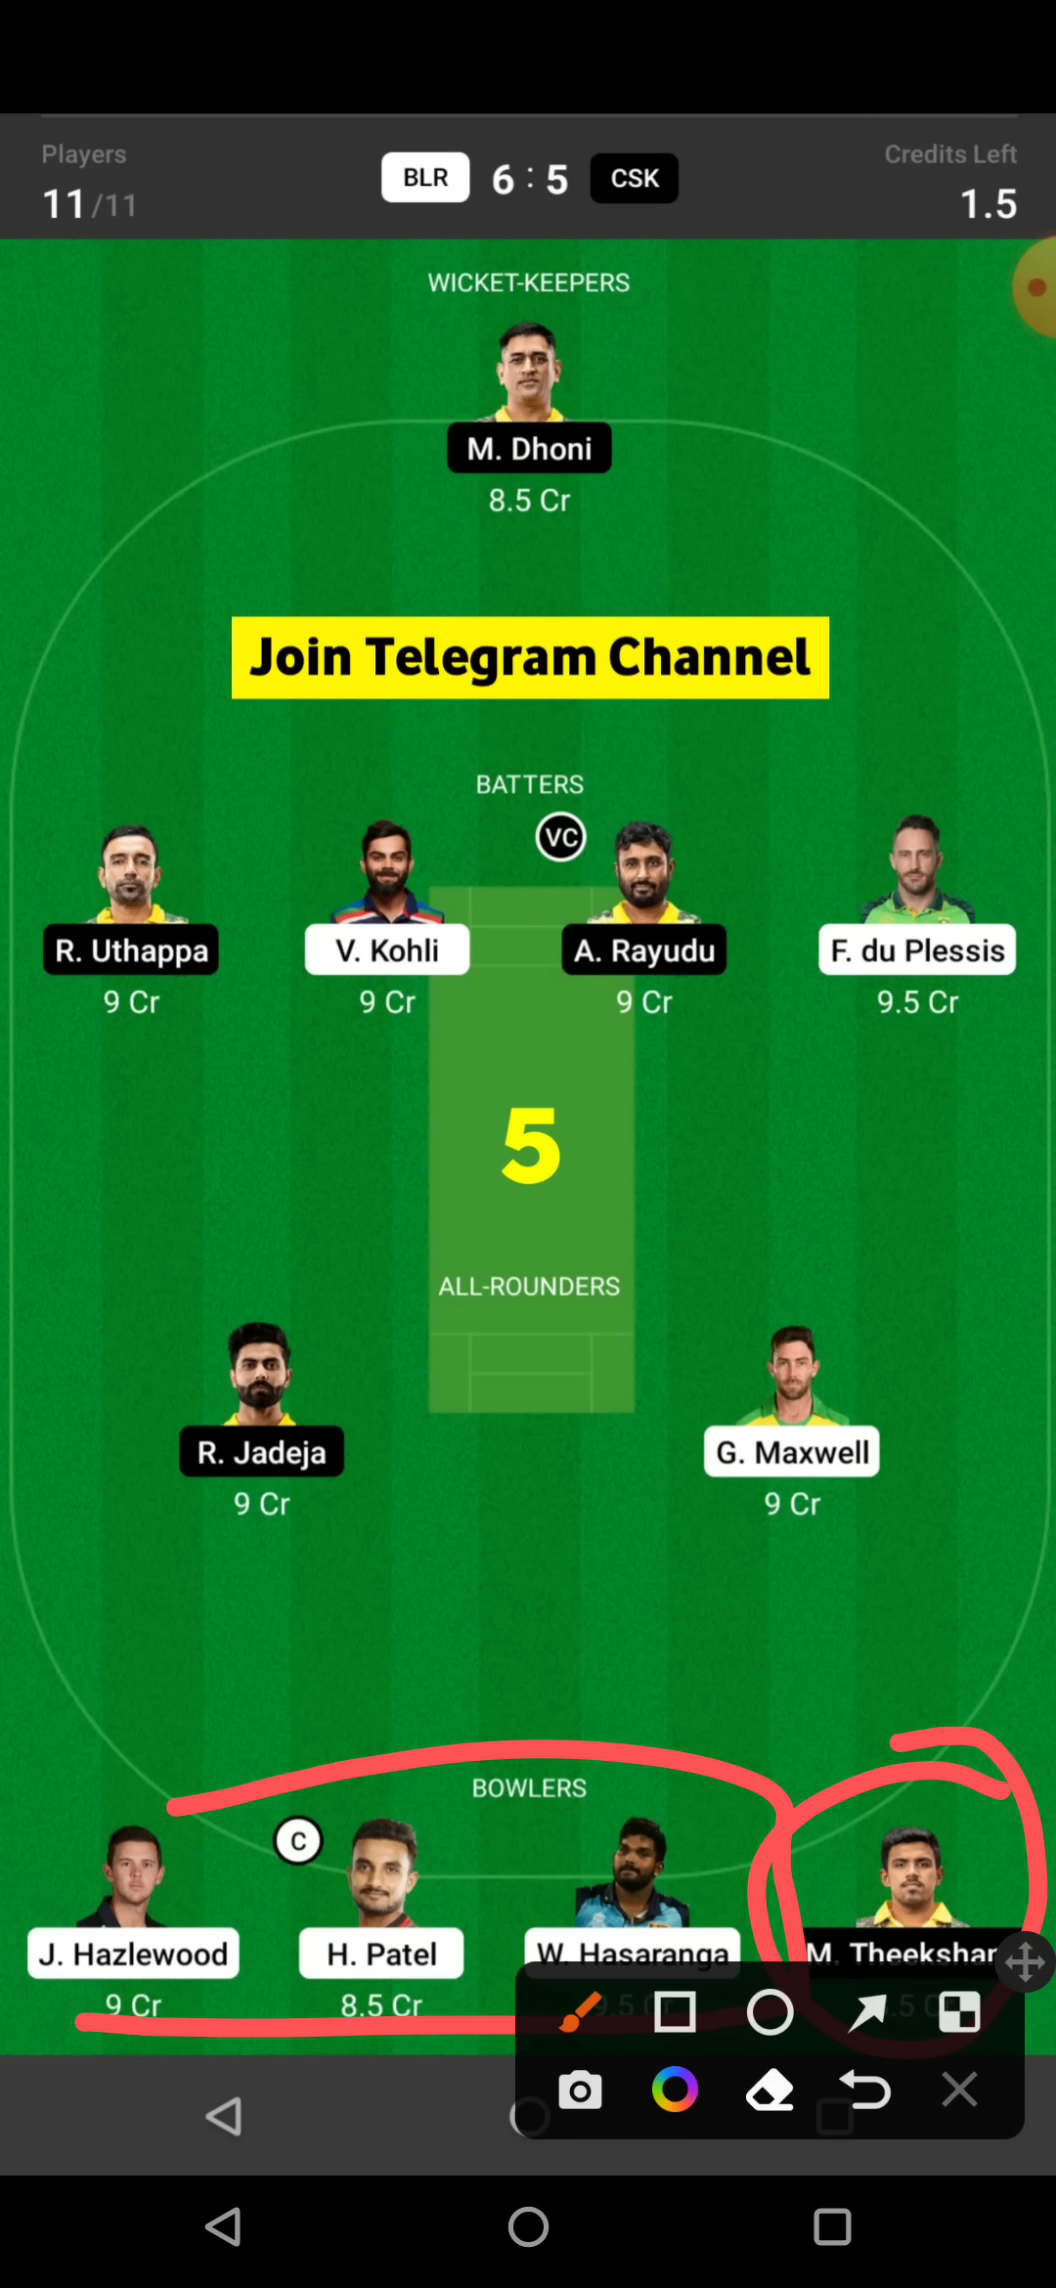 Players
Credits Left
BLR 6 : 5 CSK
11/11
1.5
WICKET-KEEPERS
M. Dhoni
8.5 Cr
Join Telegram Channel
BATTERS
VC
R. Uthappa
V. Kohli
A. Rayudu
F. du Plessis
9 Cr
9 Cr
9 Cr
9.5 Cr
5
ALL-ROUNDERS
R. Jadeja
G. Maxwell
9 Cr
9 Cr
BOWLERS
C
J. Hazlewood
H. Patel
W. Hasaranga
M. Theekshan
9 Cr
8.5 Cr